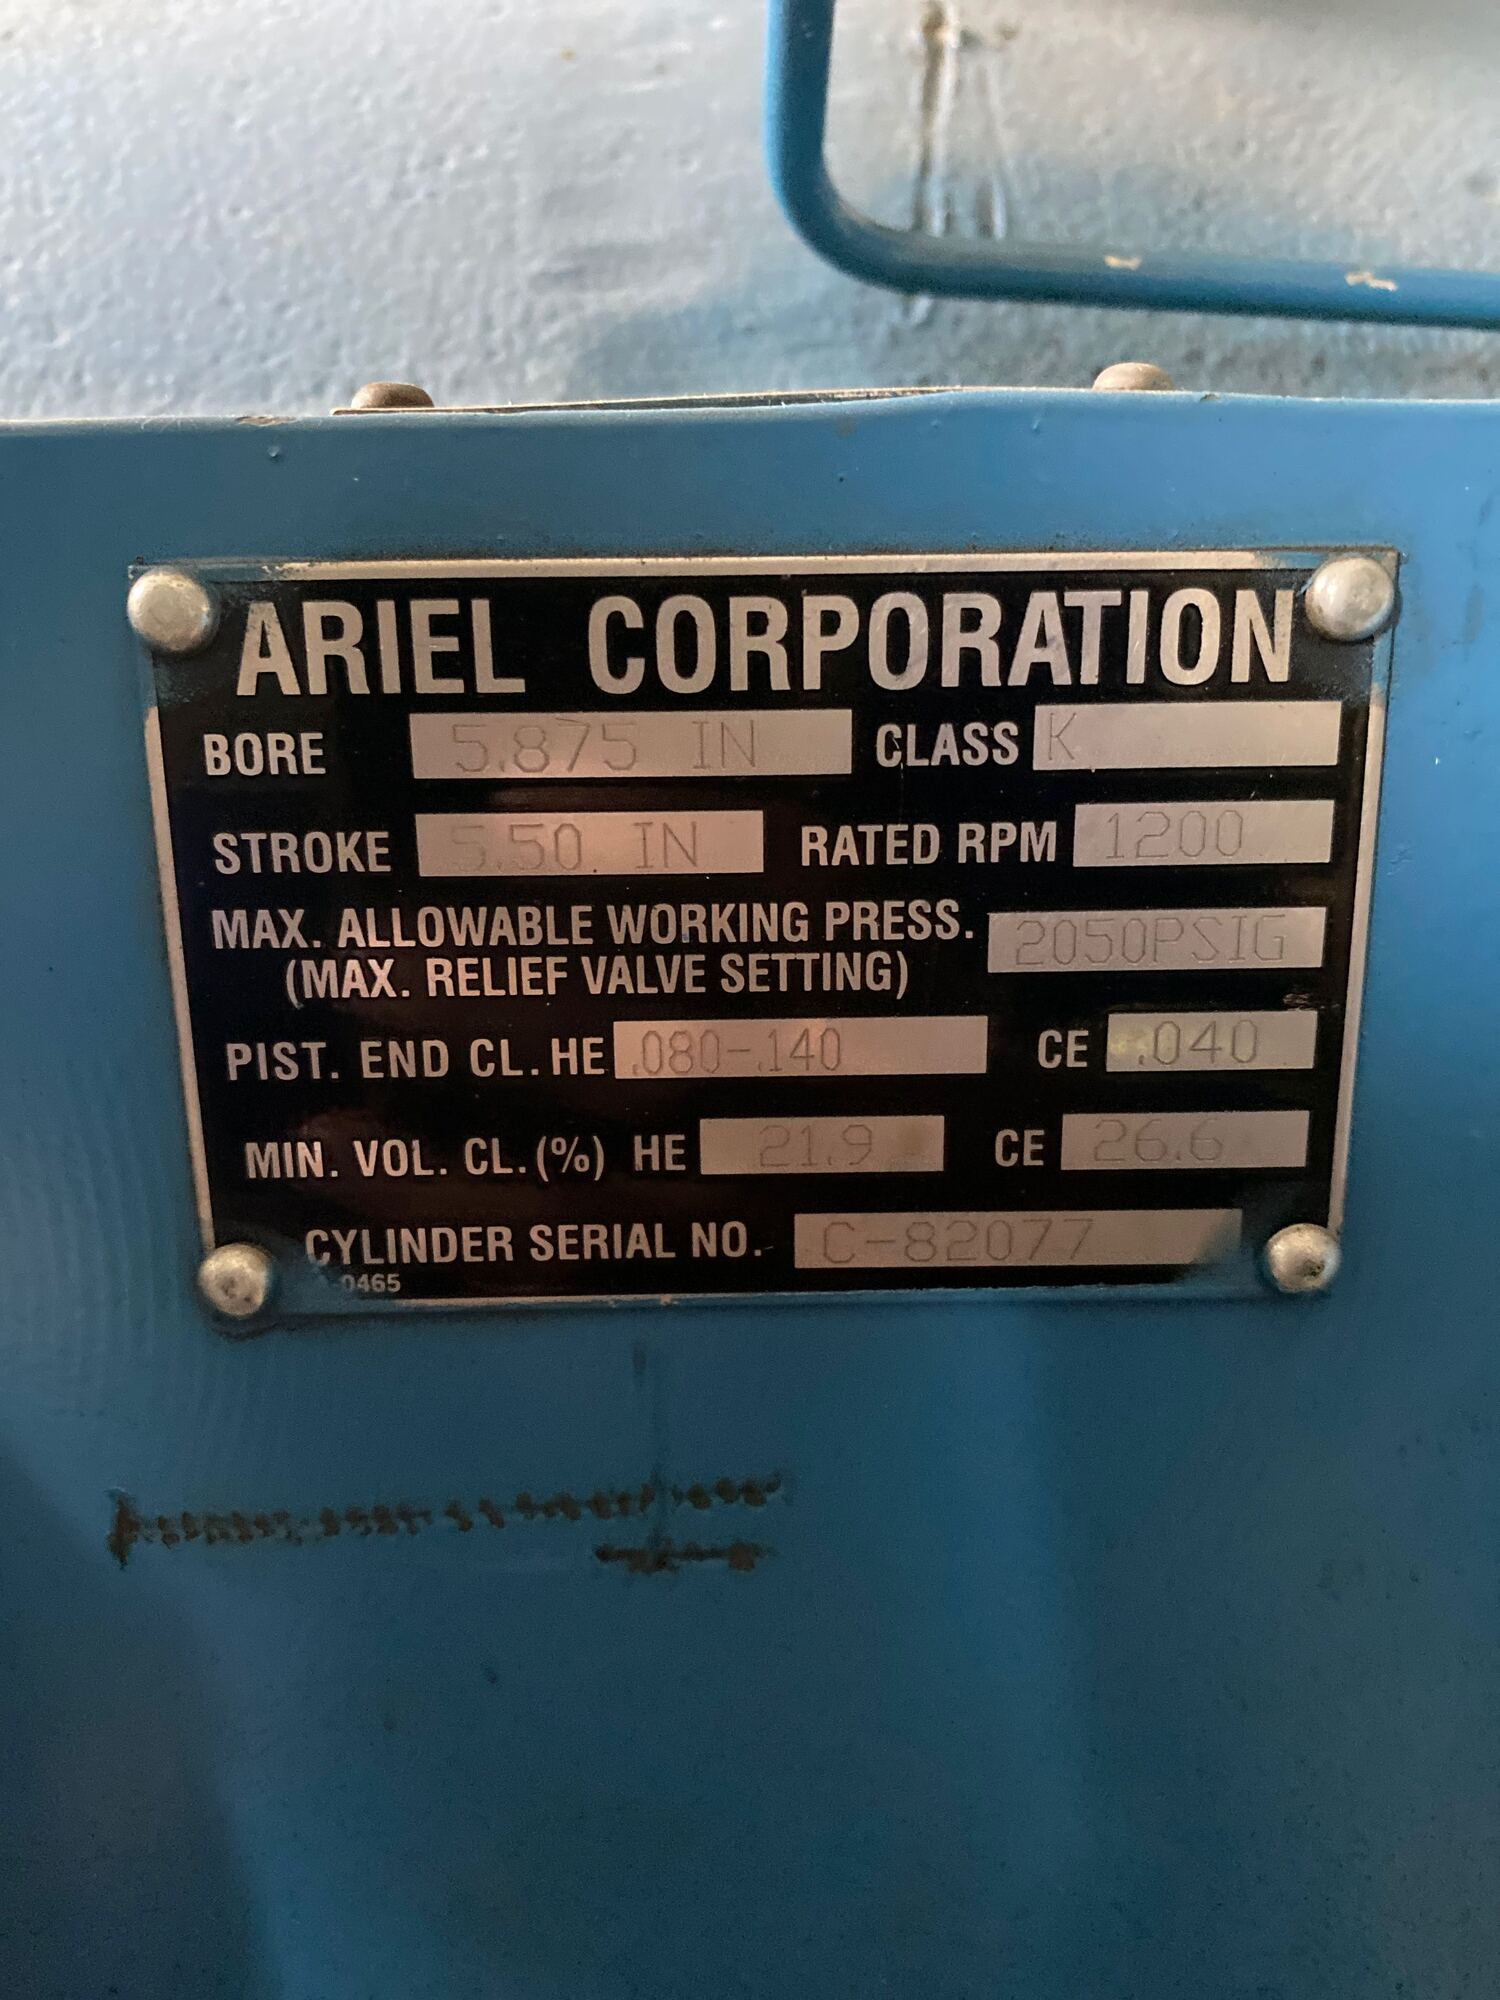 ARIEL CORPORATION
BORE 5.875 IN CLASS K
STROKE 5.50 IN RATED RPM 1200
MAX. ALLOWABLE WORKING PRESS. 2050PSIG
(MAX. RELIEF VALVE SETTING)
PIST. END CL. HE .080-.140 CE .040
MIN. VOL. CL. (%) HE 21.9 CE 26.6
CYLINDER SERIAL NO. C-82077
0465